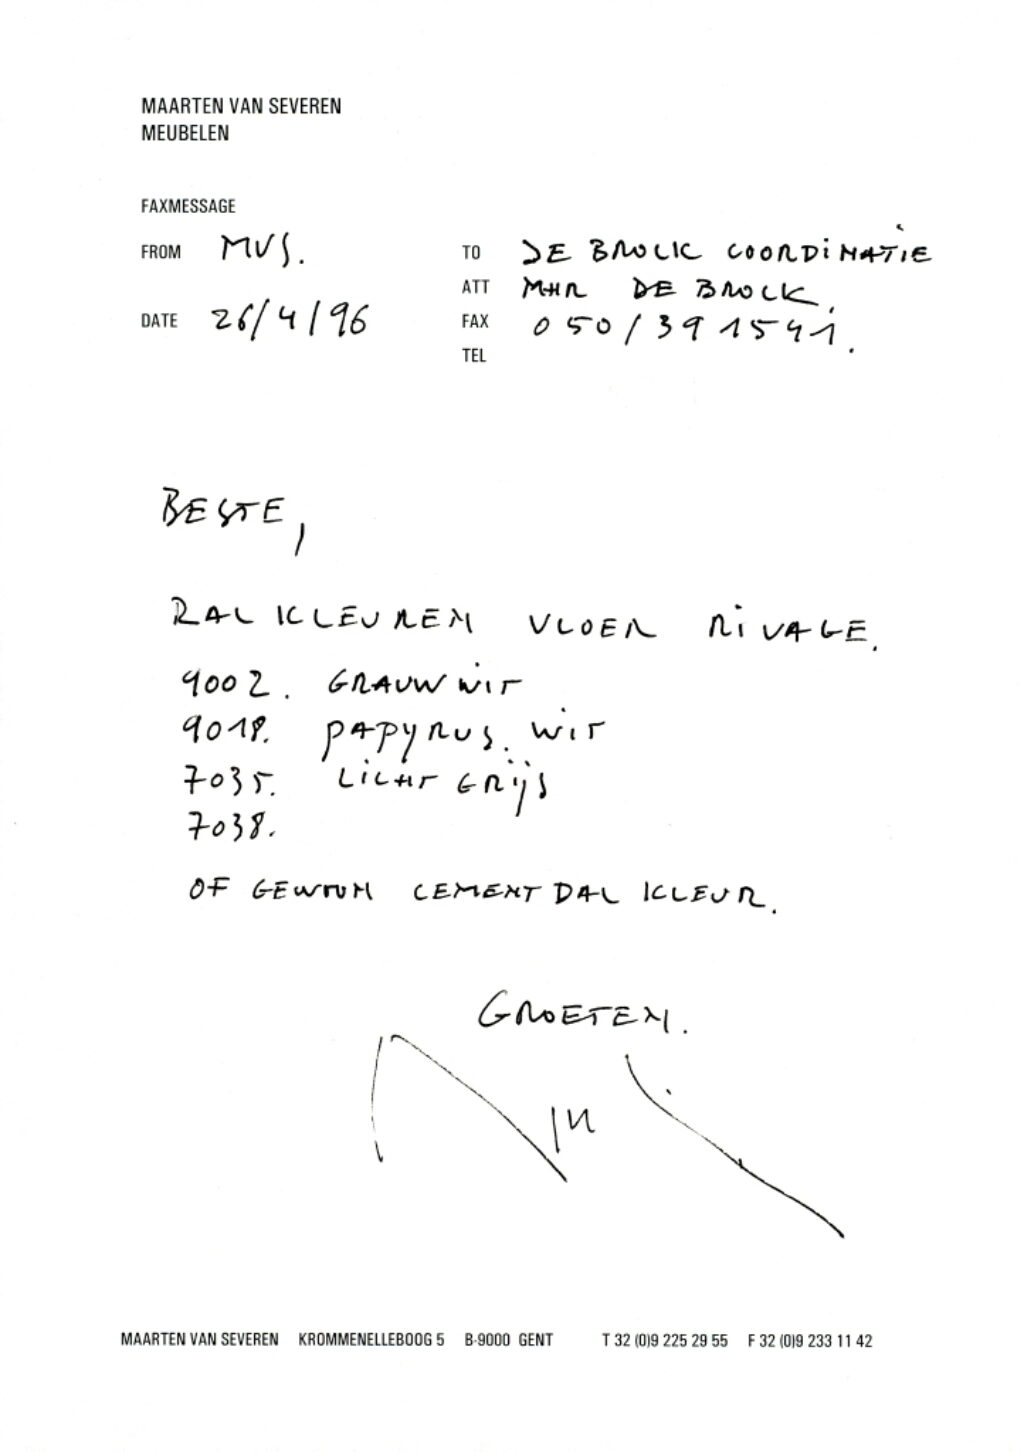 MAARTEN VAN SEVEREN
MEUBELEN
FAXMESSAGE
FROM MVS.
TO DE BROCK COORDINATIE
ATT MHR DE BROCK.
DATE 26/4/96
FAX 050/391541.
TEL
BESTE,
RAL KLEUREN VLOER RIVAGE.
9002. GRAUWWIT
9018. PAPYRUS. WIT
7035. LICHT GRIJS
7038.
OF GEWOON CEMENT DAL KLEUR.
GROETEN.
MAARTEN VAN SEVEREN KROMMENELLEBOOG 5 B-9000 GENT T 32 (0)9 225 29 55 F 32 (0)9 233 11 42